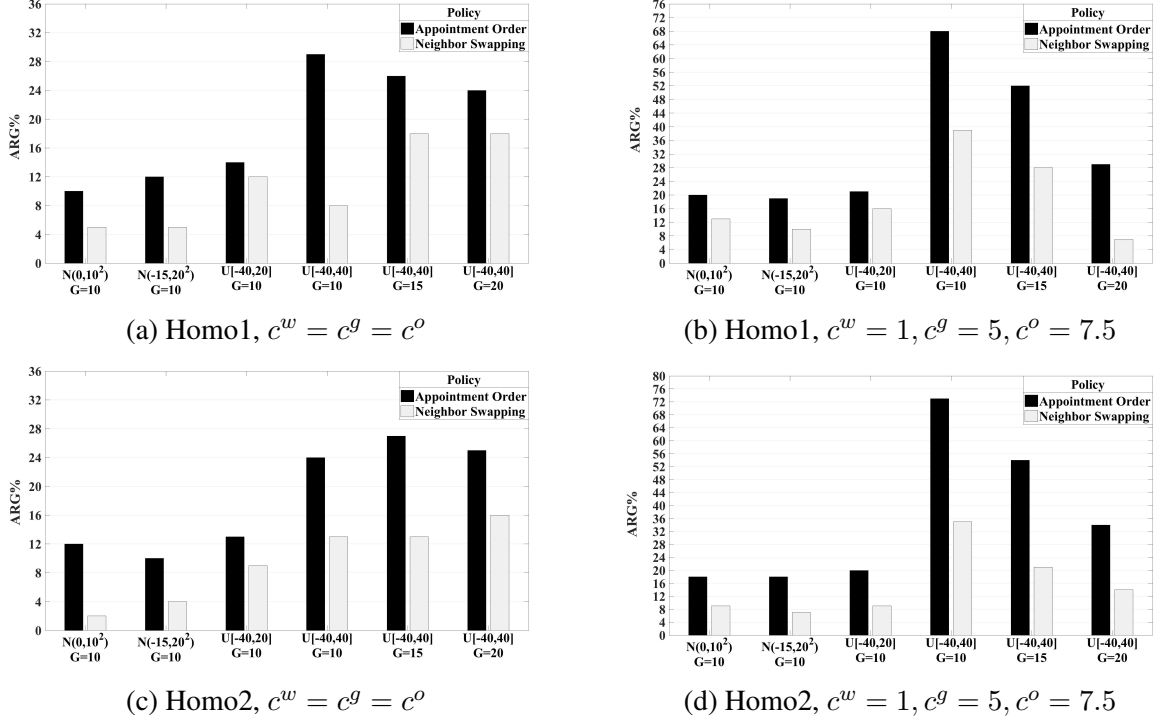 36
32
28
24
20
16
12
8
4
0
ARG%
Policy
Appointment Order
Neighbor Swapping
N(0,10²) N(-15,20²) U[-40,20] U[-40,40] U[-40,40] U[-40,40]
G=10 G=10 G=10 G=10 G=15 G=20
(a) Homo1, c^w = c^g = c^o
76
72
68
64
60
56
52
48
44
40
36
32
28
24
20
16
12
8
4
0
ARG%
Policy
Appointment Order
Neighbor Swapping
N(0,10²) N(-15,20²) U[-40,20] U[-40,40] U[-40,40] U[-40,40]
G=10 G=10 G=10 G=10 G=15 G=20
(b) Homo1, c^w = 1, c^g = 5, c^o = 7.5
36
32
28
24
20
16
12
8
4
0
ARG%
Policy
Appointment Order
Neighbor Swapping
N(0,10²) N(-15,20²) U[-40,20] U[-40,40] U[-40,40] U[-40,40]
G=10 G=10 G=10 G=10 G=15 G=20
(c) Homo2, c^w = c^g = c^o
80
76
72
68
64
60
56
52
48
44
40
36
32
28
24
20
16
12
8
4
0
ARG%
Policy
Appointment Order
Neighbor Swapping
N(0,10²) N(-15,20²) U[-40,20] U[-40,40] U[-40,40] U[-40,40]
G=10 G=10 G=10 G=10 G=15 G=20
(d) Homo2, c^w = 1, c^g = 5, c^o = 7.5